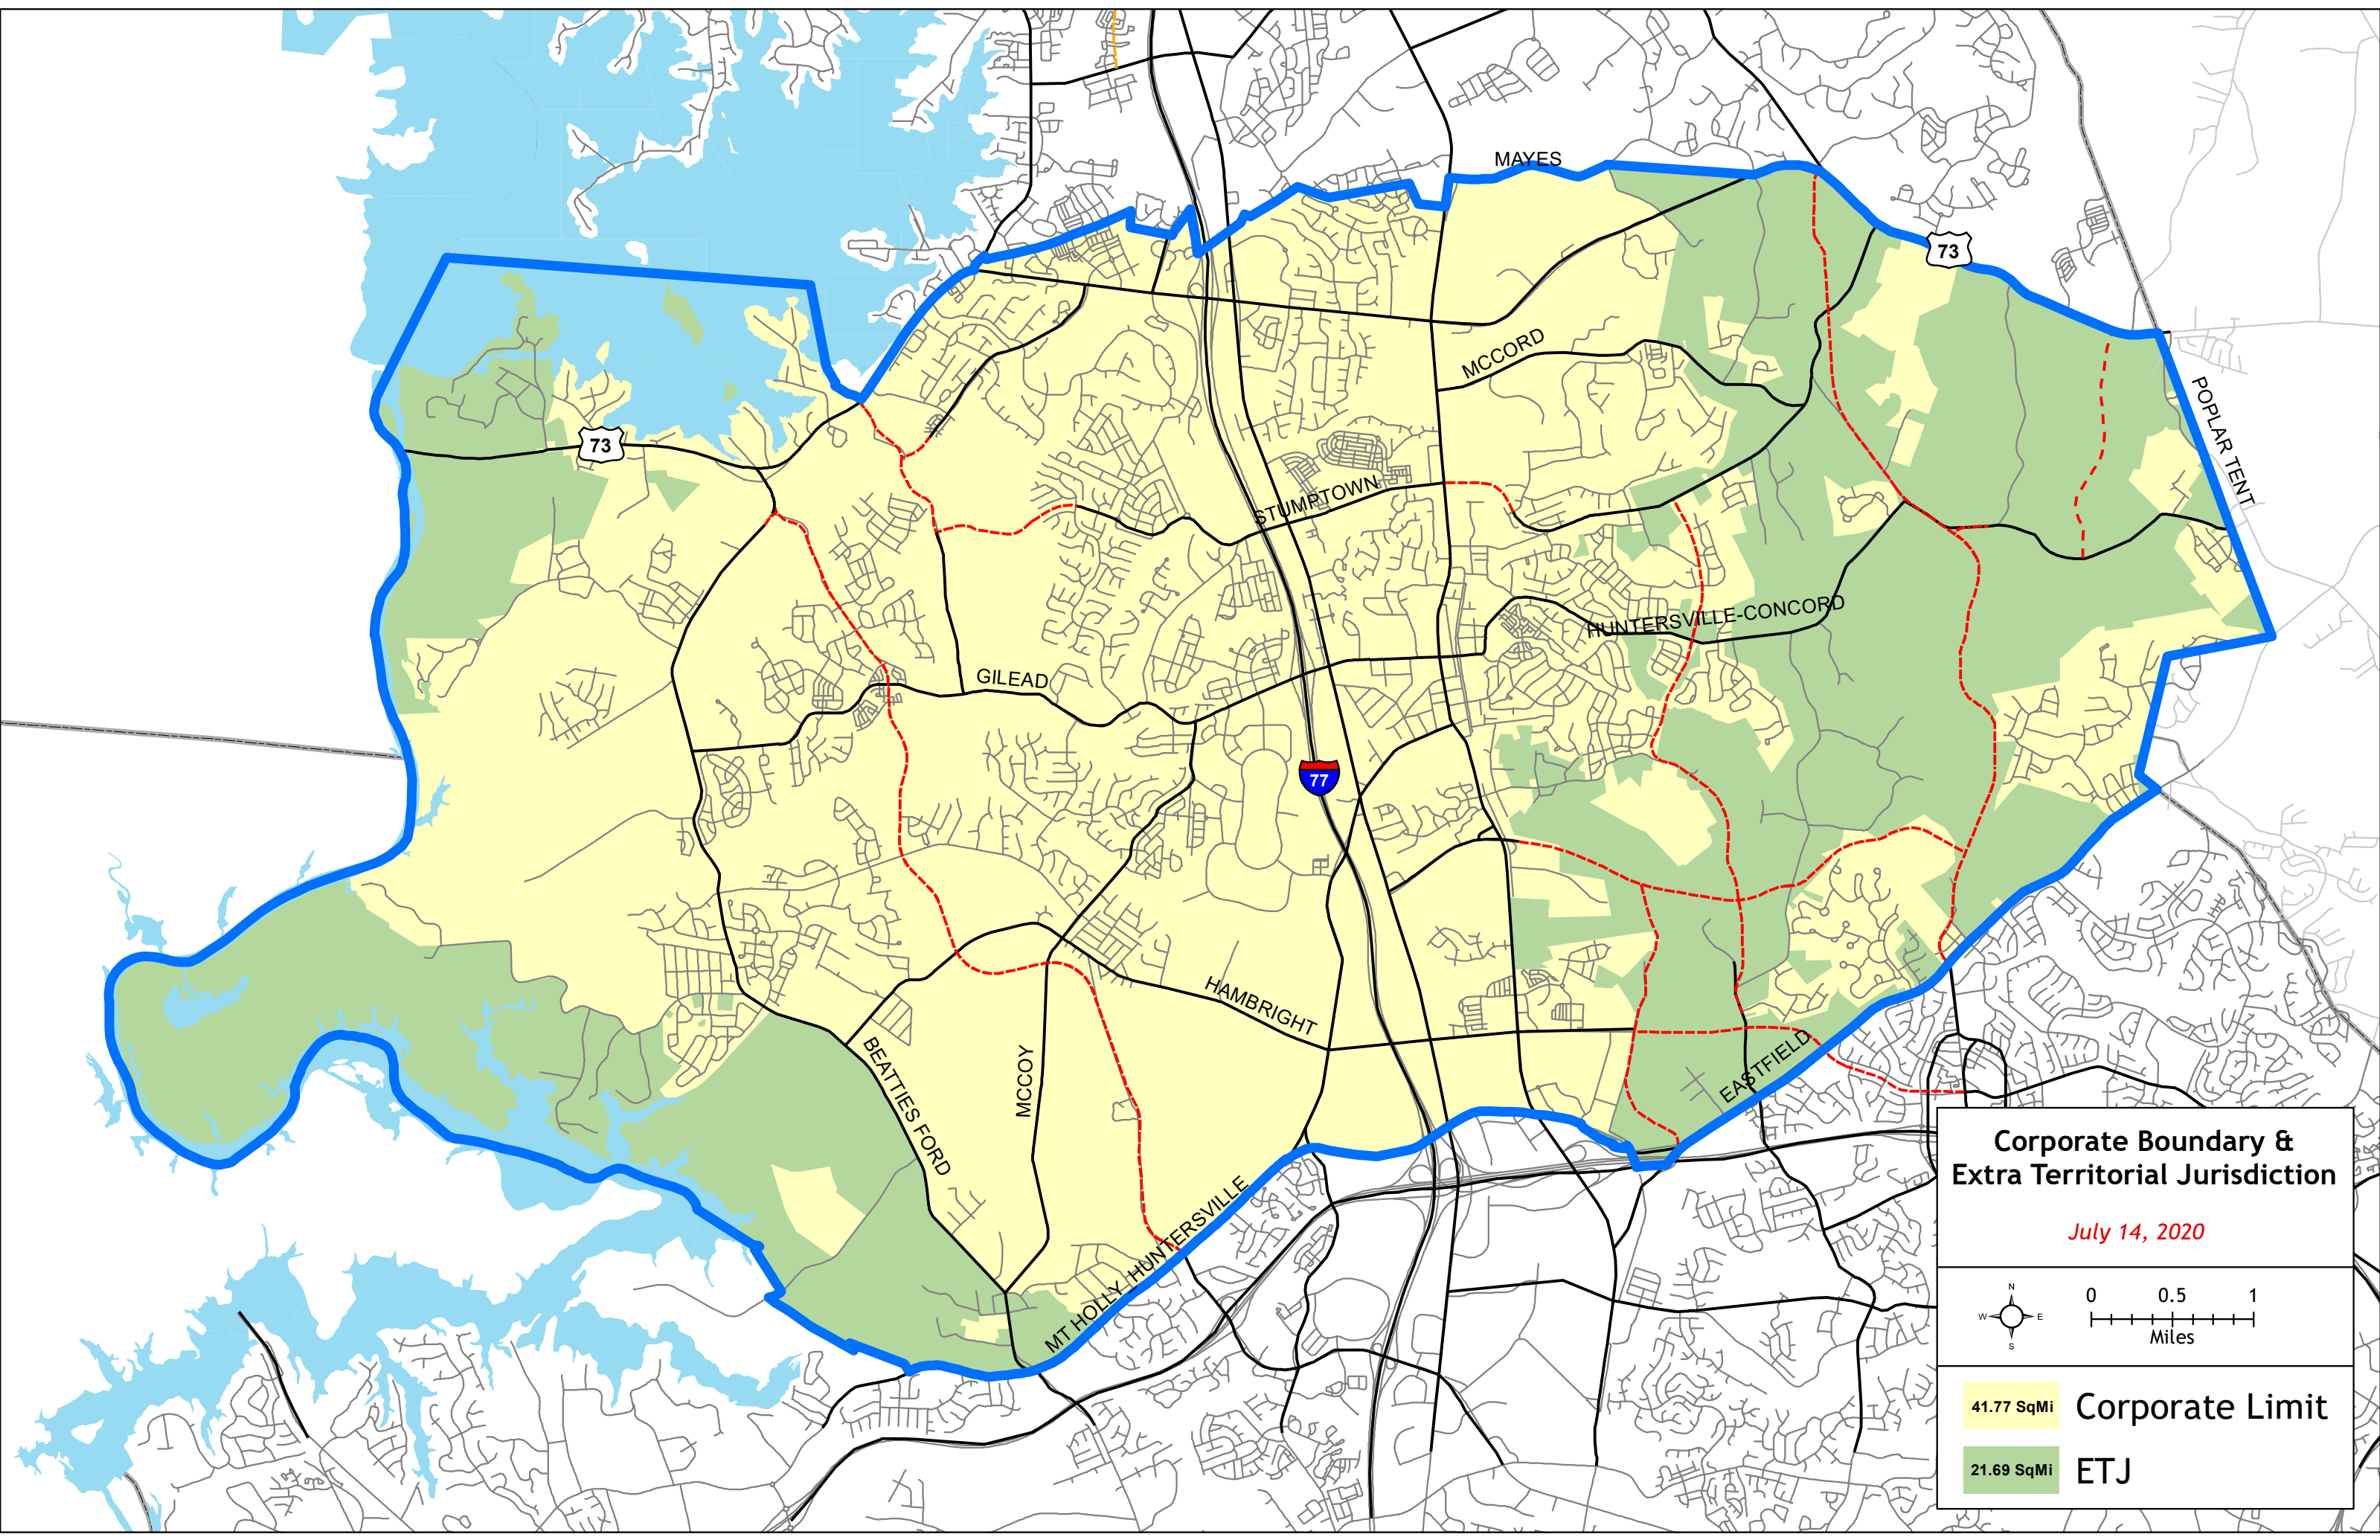 MAYES
73
MCCORD
POPLAR TENT
73
STUMPTOWN
HUNTERSVILLE-CONCORD
GILEAD
77
HAMBRIGHT
BEATTIES FORD
MCCOY
EASTFIELD
MT HOLLY_HUNTERSVILLE
Corporate Boundary &
Extra Territorial Jurisdiction
July 14, 2020
N
W E
S
0 0.5 1
Miles
41.77 SqMi Corporate Limit
21.69 SqMi ETJ